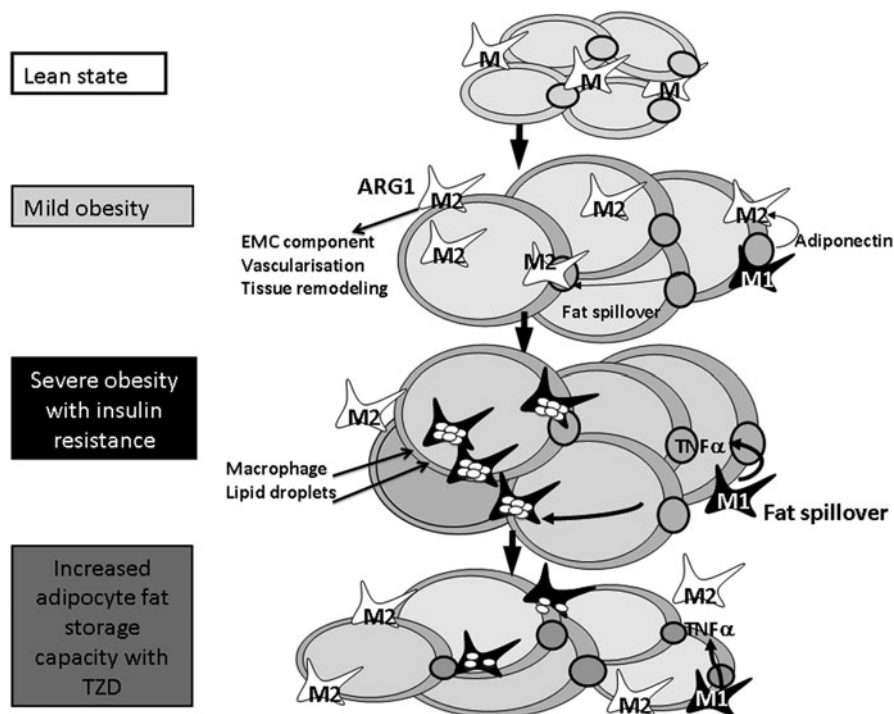 Lean state
M
M
M
Mild obesity
ARG1
M2
M2
M2
M2
M2
Adiponectin
EMC component
Vascularisation
Tissue remodeling
M1
Fat spillover
Severe obesity
with insulin
resistance
M2
TNFα
Macrophage
Lipid droplets
M1
Fat spillover
Increased
adipocyte fat
storage
capacity with
TZD
M2
M2
TNFα
M2
M2
M1